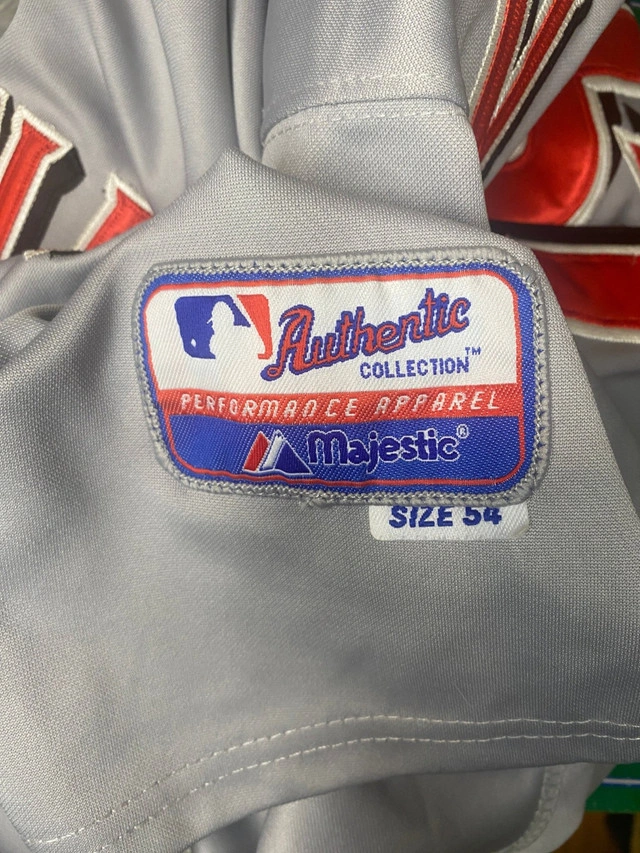 Authentic
COLLECTION™
PERFORMANCE APPAREL
Majestic®
SIZE 54